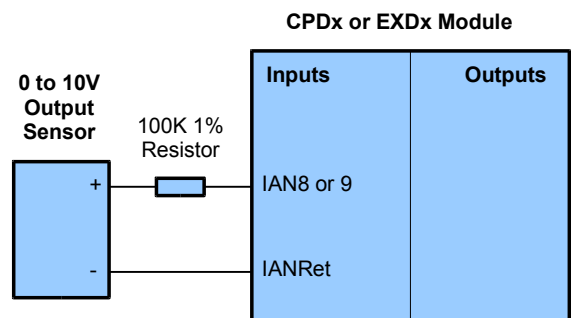 CPDx or EXDx Module
Inputs
Outputs
0 to 10V
Output
Sensor
100K 1%
Resistor
+
IAN8 or 9
-
IANRet